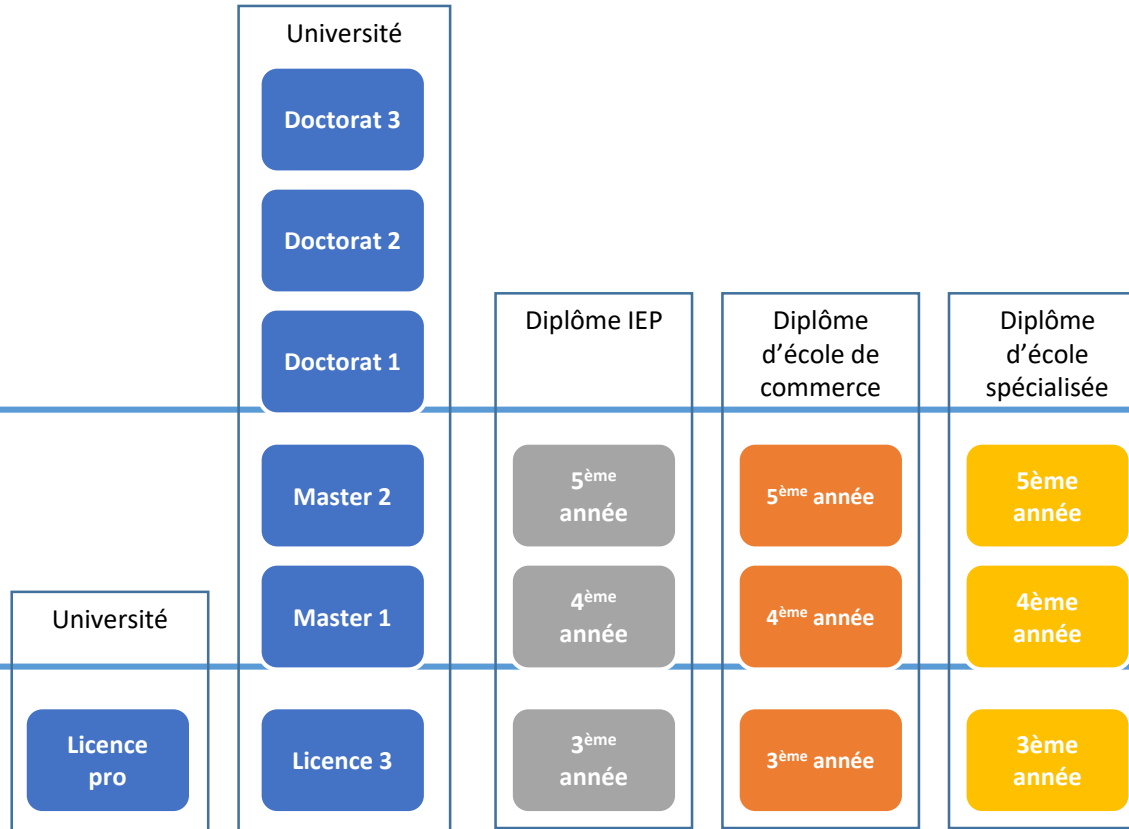 Université
Doctorat 3
Doctorat 2
Doctorat 1
Master 2
Master 1
Licence 3
Université
Licence
pro
Diplôme IEP
5ème
année
4ème
année
3ème
année
Diplôme
d'école de
commerce
5ème année
4ème année
3ème année
Diplôme
d'école
spécialisée
5ème
année
4ème
année
3ème
année